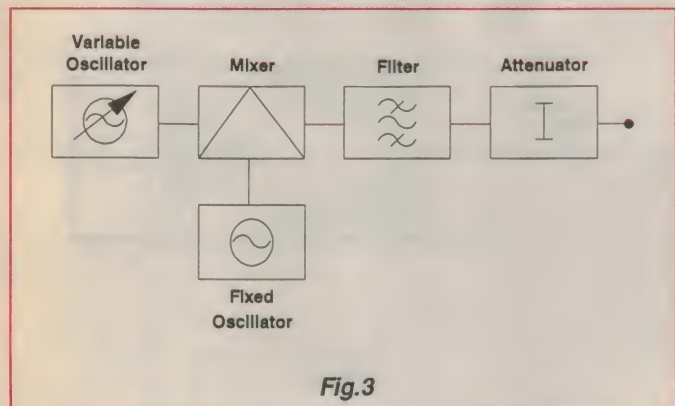 Variable
Oscillator
Mixer
Filter
Attenuator
Fixed
Oscillator
Fig.3